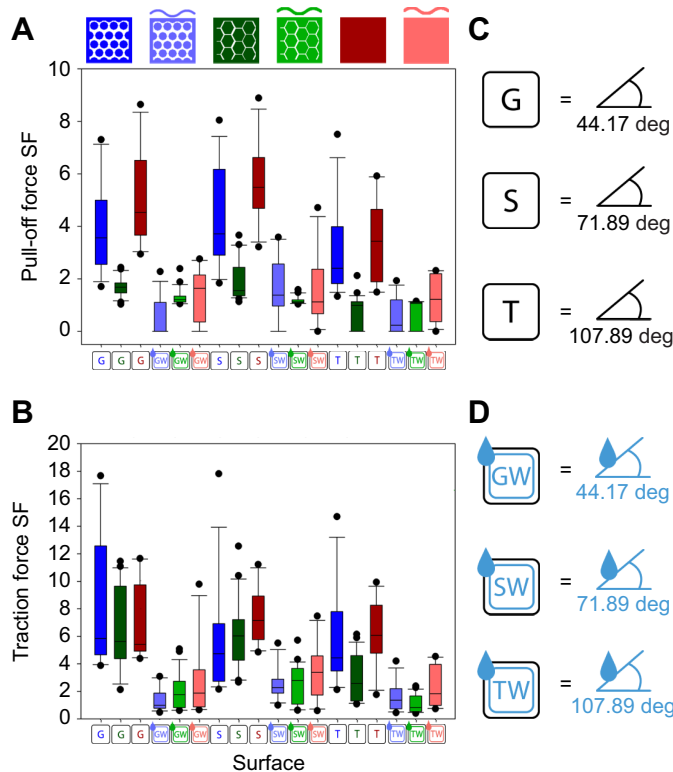 A
Pull-off force SF
10
8
6
4
2
0
G G G GW GW GW S S S SW SW SW T T T TW TW TW
B
Traction force SF
20
18
16
14
12
10
8
6
4
2
0
G G G GW GW GW S S S SW SW SW T T T TW TW TW
Surface
C
G = 44.17 deg
S = 71.89 deg
T = 107.89 deg
D
GW = 44.17 deg
SW = 71.89 deg
TW = 107.89 deg